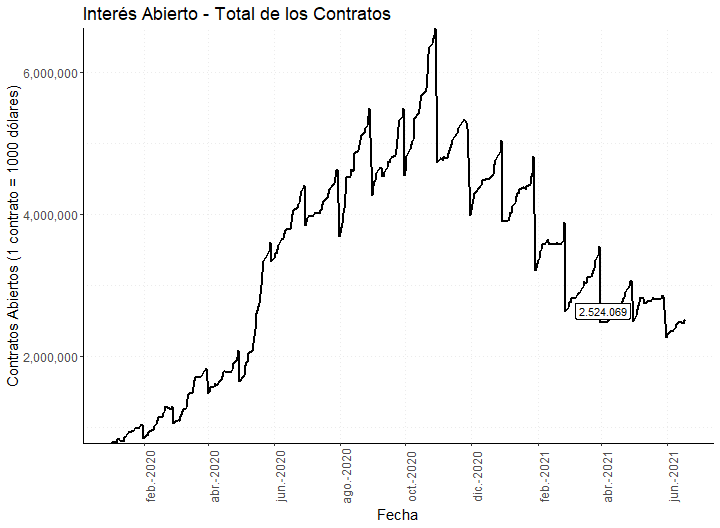 Interés Abierto - Total de los Contratos
Contratos Abiertos (1 contrato = 1000 dólares)
6,000,000
4,000,000
2,000,000
2.524.069
feb.-2020
abr.-2020
jun.-2020
ago.-2020
oct.-2020
dic.-2020
feb.-2021
abr.-2021
jun.-2021
Fecha